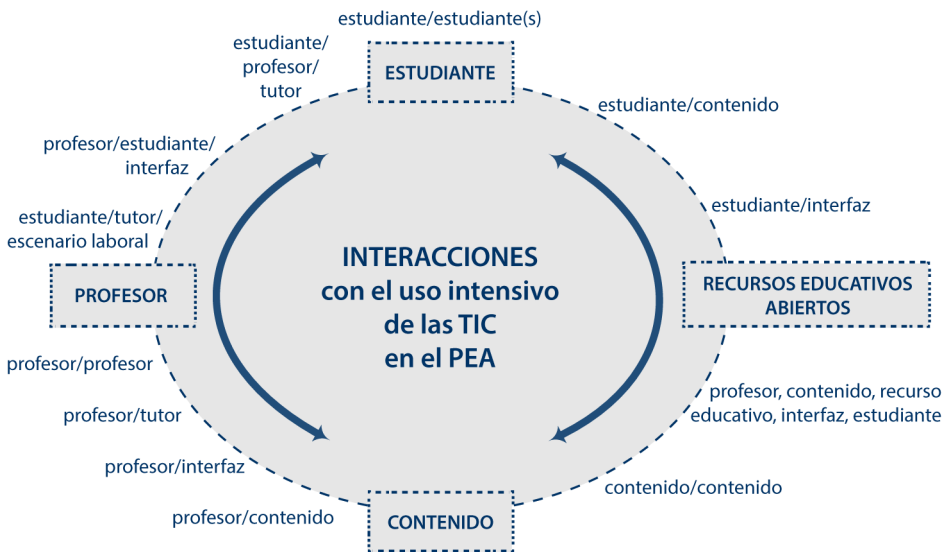 estudiante/estudiante(s)
estudiante/
profesor/
tutor
ESTUDIANTE
estudiante/contenido
profesor/estudiante/
interfaz
estudiante/interfaz
estudiante/tutor/
escenario laboral
INTERACCIONES
con el uso intensivo
de las TIC
en el PEA
PROFESOR
RECURSOS EDUCATIVOS
ABIERTOS
profesor/profesor
profesor, contenido, recurso
educativo, interfaz, estudiante
profesor/tutor
profesor/interfaz
contenido/contenido
profesor/contenido
CONTENIDO